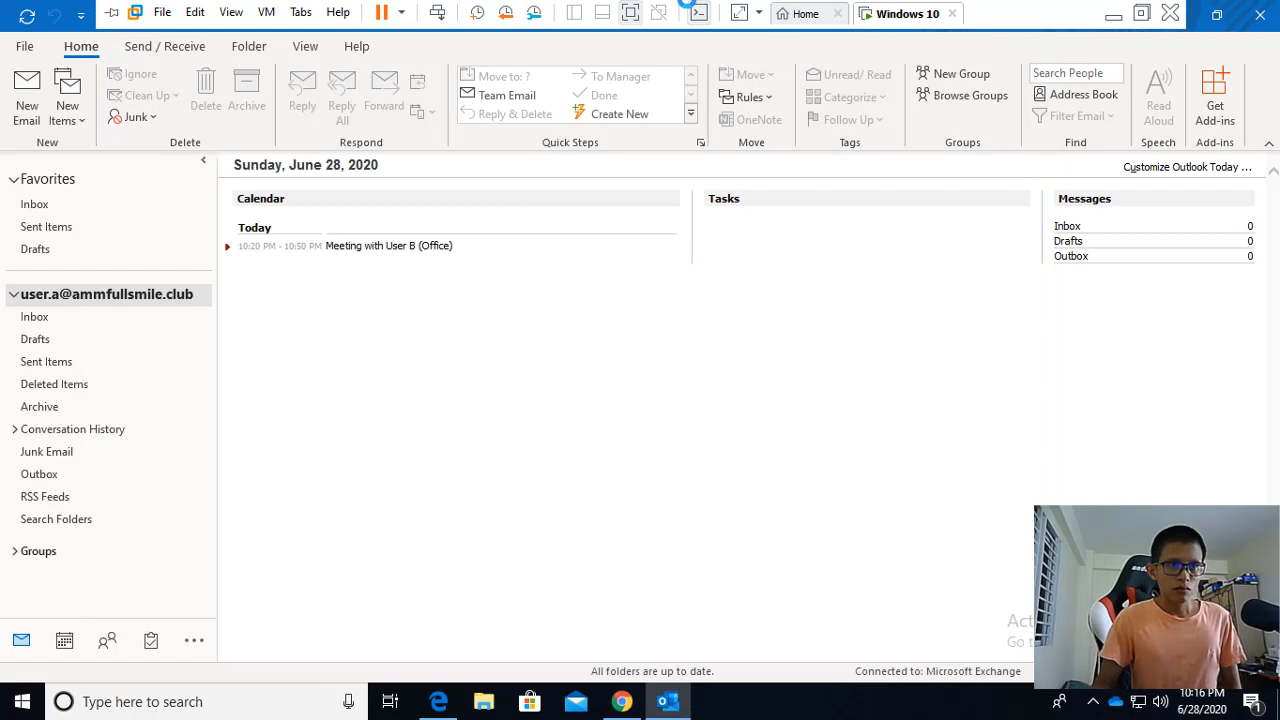 File Edit View VM Tabs Help Home Windows 10
File Home Send / Receive Folder View Help
Ignore Move to: ? To Manager Move Unread/ Read New Group Search People
Clean Up Team Email Done Rules Categorize Browse Groups Address Book
Junk Reply & Delete Create New OneNote Follow Up Filter Email
New Email New Items Delete Archive Reply Reply All Forward Read Aloud Get Add-ins
New Delete Respond Quick Steps Move Tags Groups Find Speech Add-ins
Sunday, June 28, 2020 Customize Outlook Today ...
Favorites
Inbox
Sent Items
Drafts
user.a@ammfullsmile.club
Inbox
Drafts
Sent Items
Deleted Items
Archive
Conversation History
Junk Email
Outbox
RSS Feeds
Search Folders
Groups
Calendar Tasks Messages
Today
10:20 PM - 10:50 PM Meeting with User B (Office)
Inbox 0
Drafts 0
Outbox 0
Act
Go to
All folders are up to date. Connected to: Microsoft Exchange
Type here to search
10:16 PM
6/28/2020
1